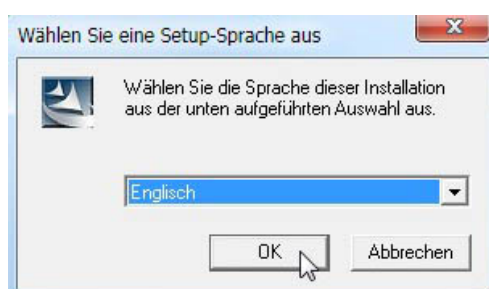 Wählen Sie eine Setup-Sprache aus
Wählen Sie die Sprache dieser Installation
aus der unten aufgeführten Auswahl aus.
Englisch
OK
Abbrechen